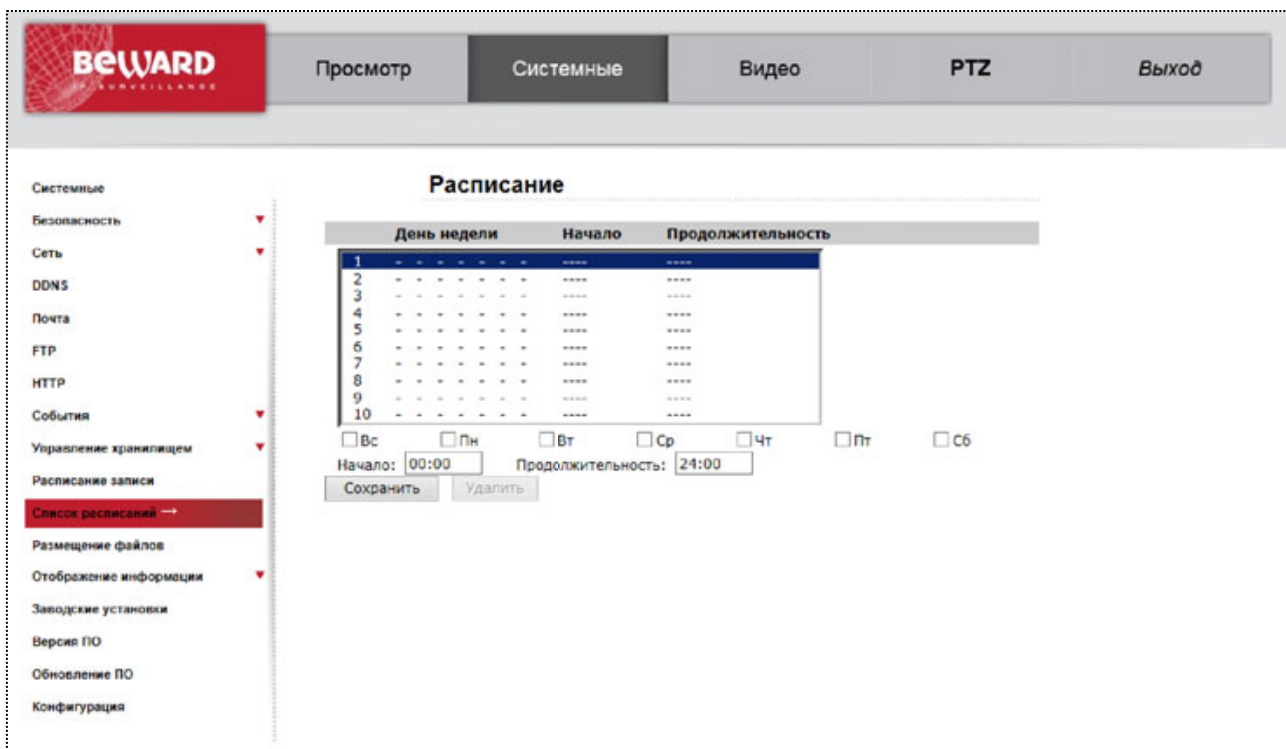 BEWARD
IP SURVEILLANCE
Просмотр Системные Видео PTZ Выход
Системные
Безопасность
Сеть
DDNS
Почта
FTP
HTTP
События
Управление хранилищем
Расписание записи
Список расписаний →
Размещение файлов
Отображение информации
Заводские установки
Версия ПО
Обновление ПО
Конфигурация
Расписание
День недели Начало Продолжительность
1 - - - - - - - ---- ----
2 - - - - - - - ---- ----
3 - - - - - - - ---- ----
4 - - - - - - - ---- ----
5 - - - - - - - ---- ----
6 - - - - - - - ---- ----
7 - - - - - - - ---- ----
8 - - - - - - - ---- ----
9 - - - - - - - ---- ----
10 - - - - - - - ---- ----
Вс Пн Вт Ср Чт Пт Сб
Начало: 00:00 Продолжительность: 24:00
Сохранить Удалить